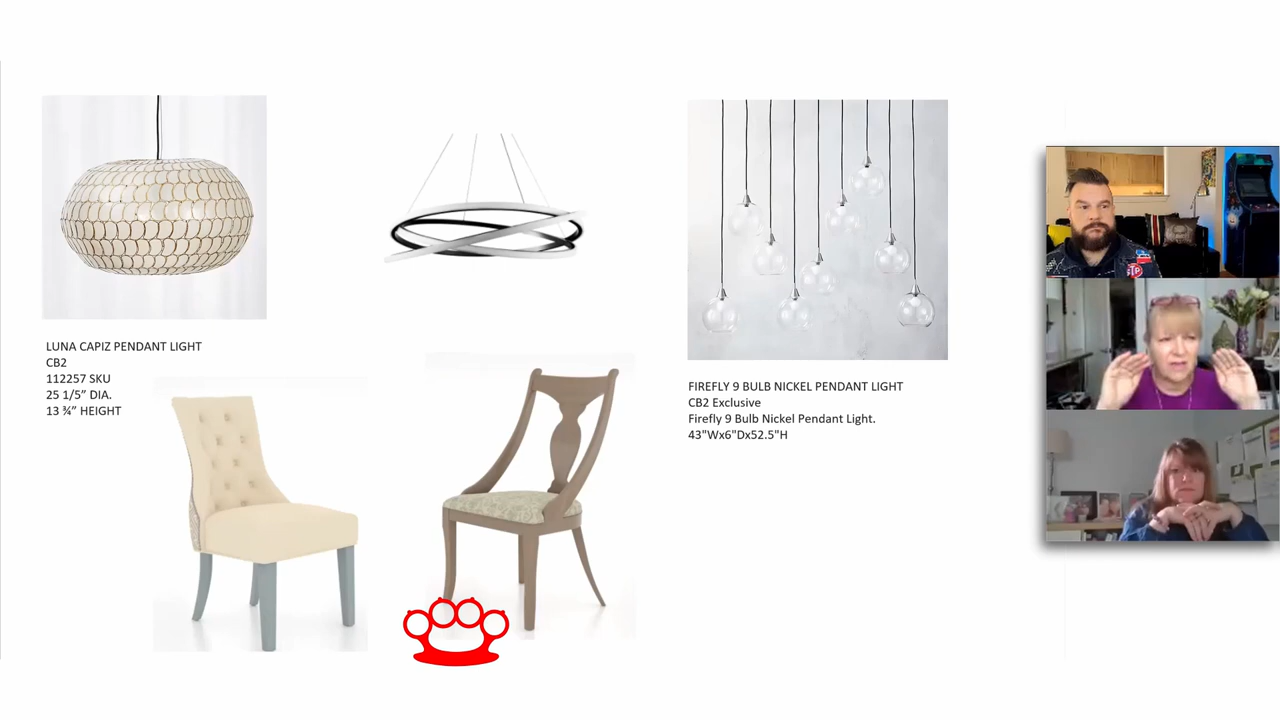 LUNA CAPIZ PENDANT LIGHT
CB2
112257 SKU
25 1/5” DIA.
13 ¾” HEIGHT
FIREFLY 9 BULB NICKEL PENDANT LIGHT
CB2 Exclusive
Firefly 9 Bulb Nickel Pendant Light.
43"Wx6"Dx52.5"H
STP